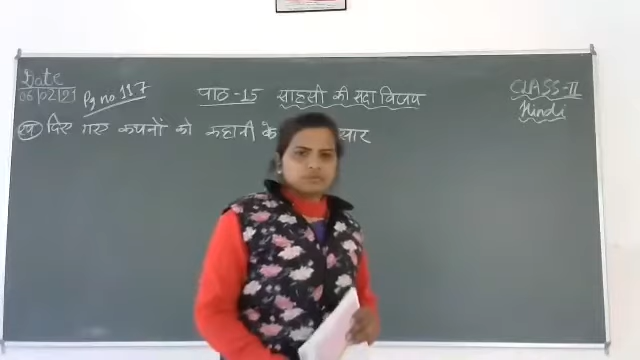 Date
06/02/21
Pg no 117
पाठ-15 साहसी की सदा विजय
CLASS-II
Hindi
ख दिए गए कथनों को कहानी के सार